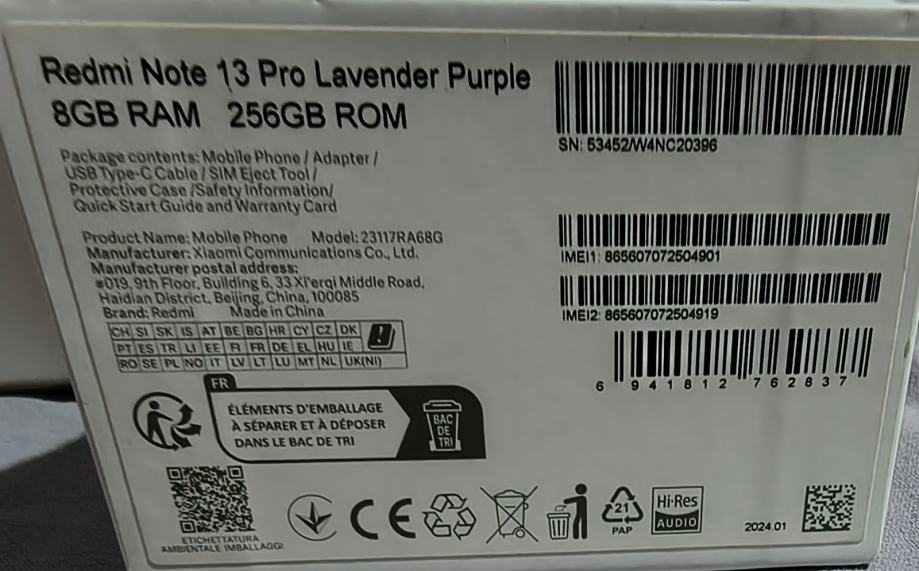 Redmi Note 13 Pro Lavender Purple
8GB RAM 256GB ROM
Package contents: Mobile Phone / Adapter /
USB Type-C Cable / SIM Eject Tool /
Protective Case /Safety Information/
Quick Start Guide and Warranty Card
Product Name: Mobile Phone Model: 23117RA68G
Manufacturer: Xiaomi Communications Co., Ltd.
Manufacturer postal address:
#019, 9th Floor, Building 6, 33 Xi'erqi Middle Road,
Haidian District, Beijing, China, 100085
Brand: Redmi Made in China
CH SI SK IS AT BE BG HR CY CZ DK
PT ES TR LI EE FI FR DE EL HU IE
RO SE PL NO IT LV LT LU MT NL UK(NI)
FR
ÉLÉMENTS D'EMBALLAGE
À SÉPARER ET À DÉPOSER
DANS LE BAC DE TRI
BAC
DE
TRI
ETICHETTATURA
AMBIENTALE IMBALLAGGI
CE
21
PAP
Hi-Res
AUDIO
2024.01
SN: 53452/W4NC20396
IMEI1: 865607072504901
IMEI2: 865607072504919
6 941812 762837